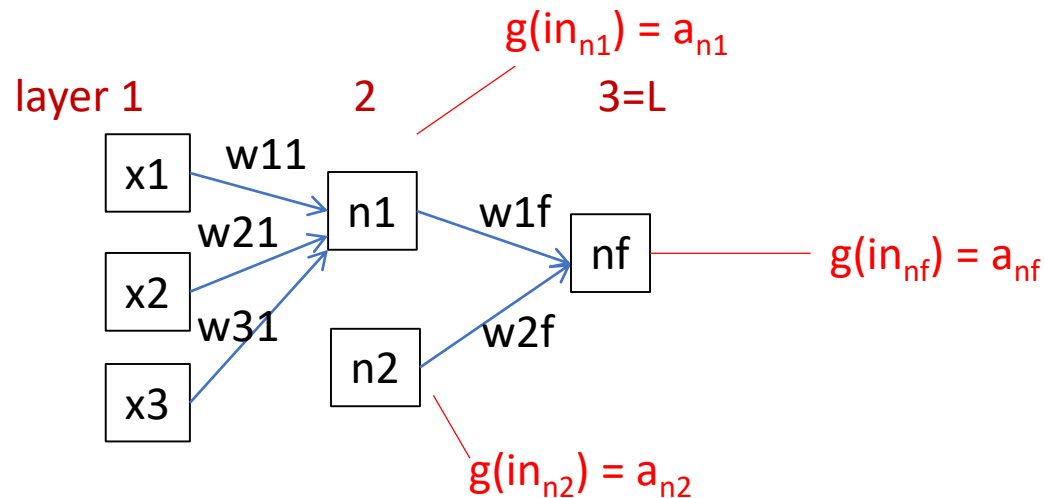 g(in_n1) = a_n1
layer 1
2
3=L
x1
w11
n1
w1f
w21
nf
g(in_nf) = a_nf
x2
w31
w2f
n2
x3
g(in_n2) = a_n2